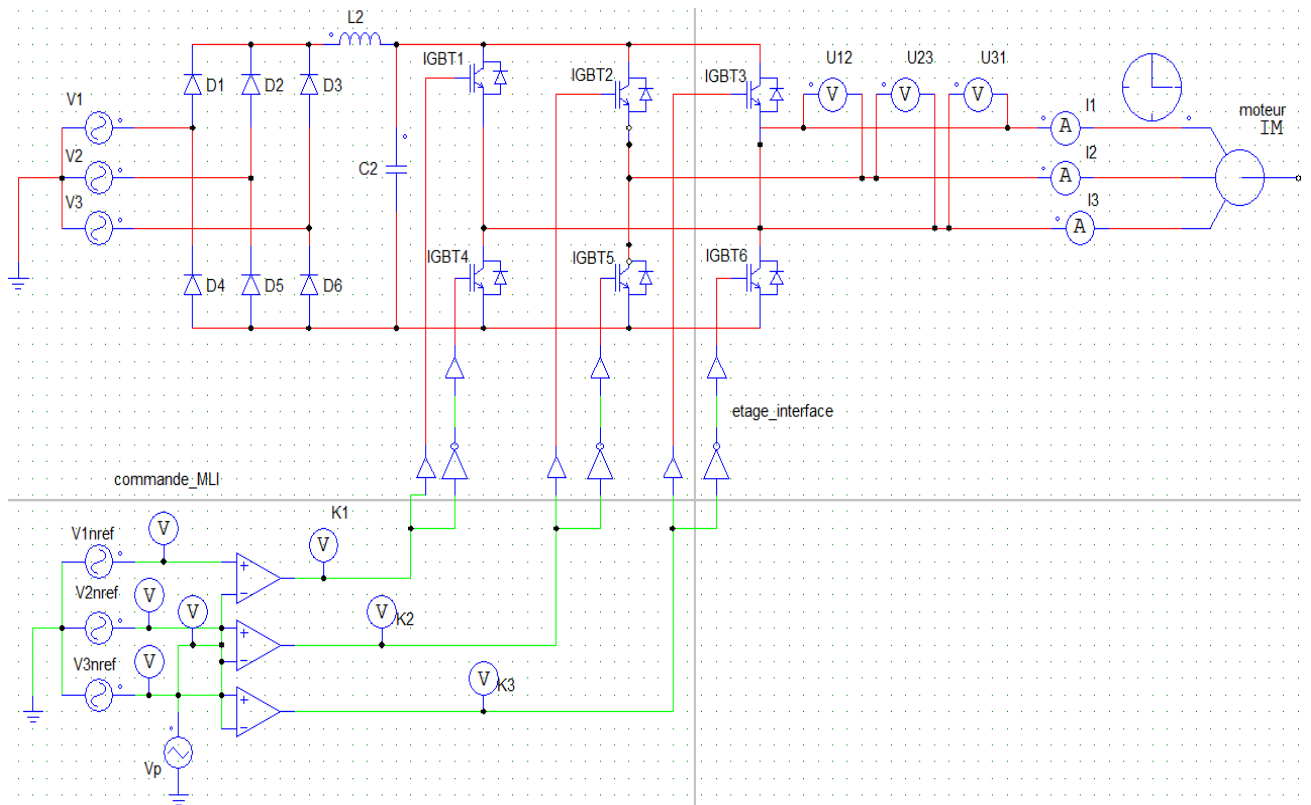 L2
IGBT1
IGBT2
IGBT3
U12
U23
U31
D1
D2
D3
V
V
V
V1
I1
moteur
IM
A
V2
C2
I2
A
V3
I3
A
IGBT4
IGBT5
IGBT6
D4
D5
D6
etage_interface
commande_MLI
K1
V1nref
V
V
V2nref
V
V
V
K2
V3nref
V
V
K3
Vp